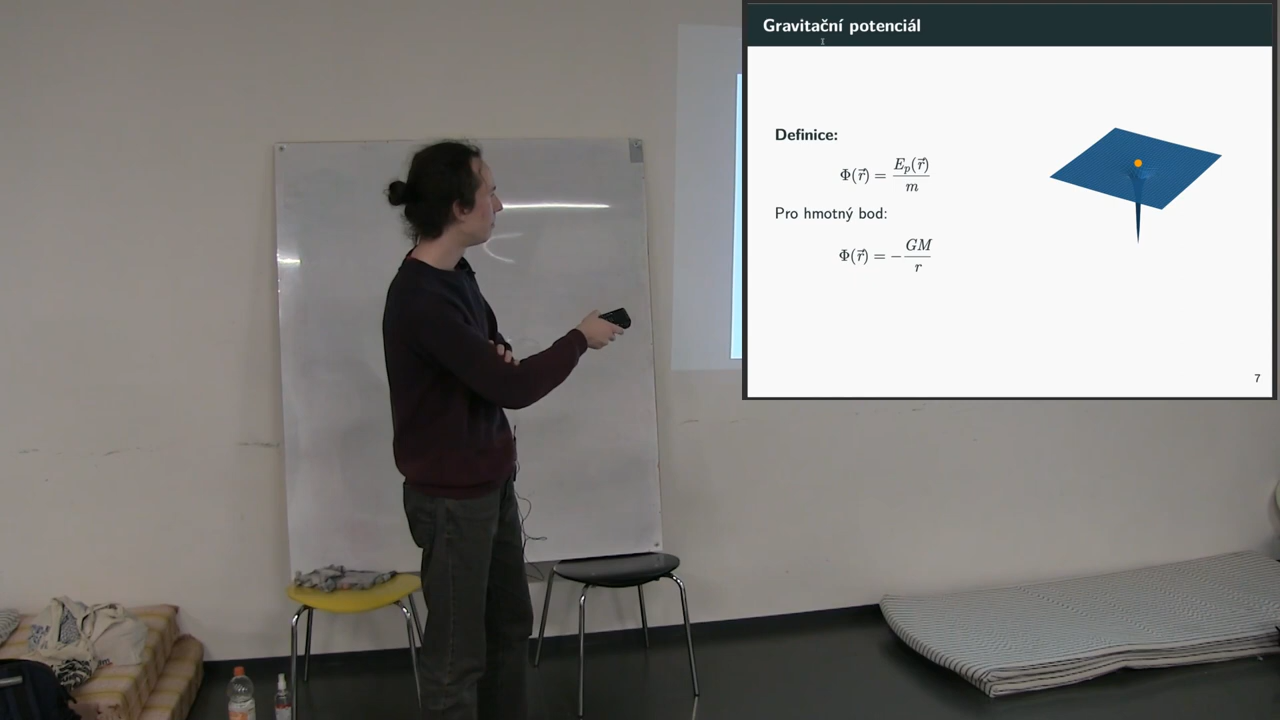 Gravitační potenciál
Definice:
Φ(r⃗) = E_p(r⃗)/m
Pro hmotný bod:
Φ(r⃗) = −GM/r
7